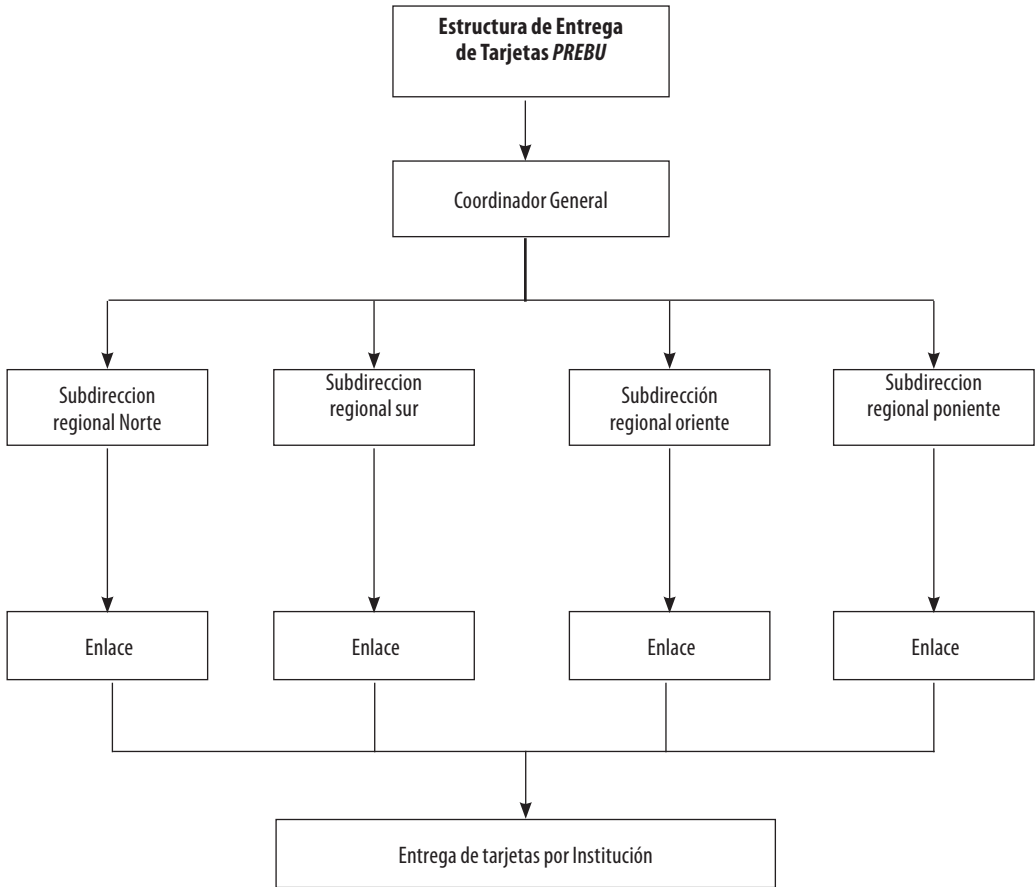 Estructura de Entrega
de Tarjetas PREBU
Coordinador General
Subdireccion
regional Norte
Subdireccion
regional sur
Subdirección
regional oriente
Subdireccion
regional poniente
Enlace
Enlace
Enlace
Enlace
Entrega de tarjetas por Institución